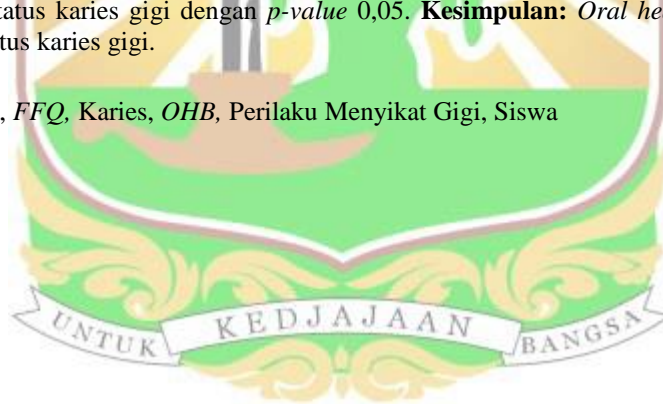 tatus karies gigi dengan p-value 0,05. Kesimpulan: Oral he
tus karies gigi.
, FFQ, Karies, OHB, Perilaku Menyikat Gigi, Siswa
UNTUK KEDJAJAAN BANGSA